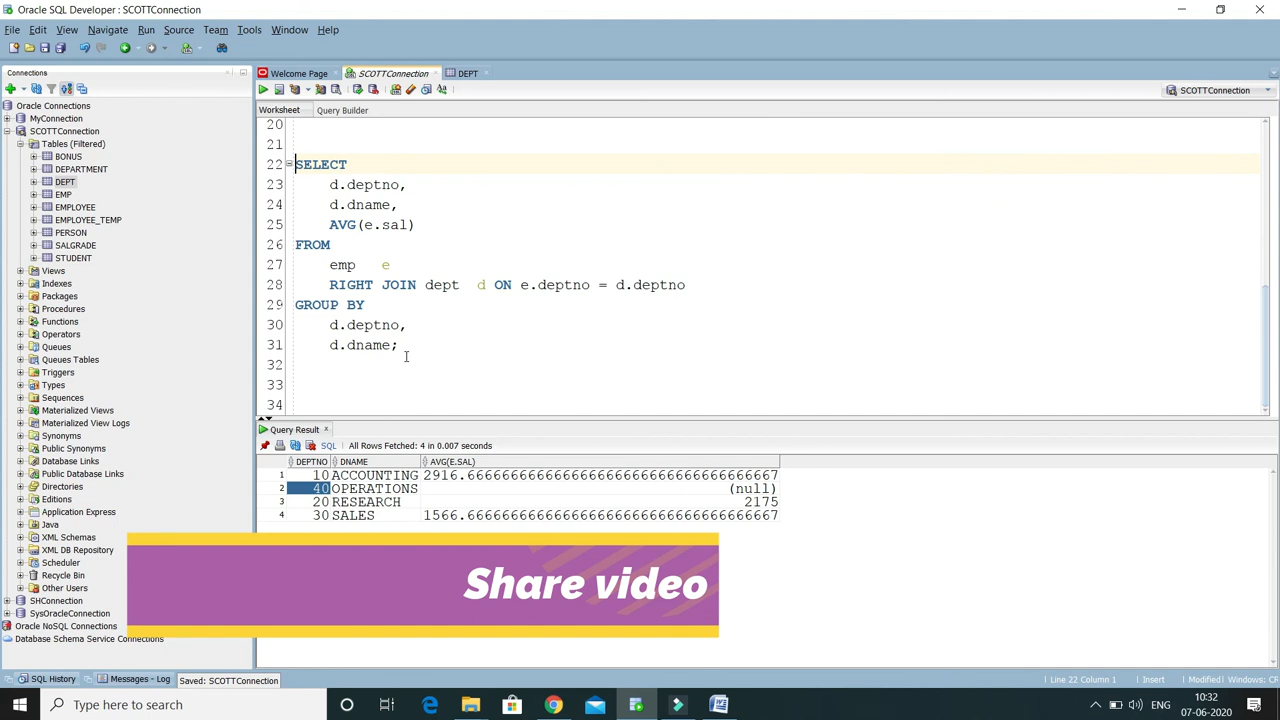 Oracle SQL Developer : SCOTTConnection
File Edit View Navigate Run Source Team Tools Window Help
Connections
Welcome Page SCOTTConnection DEPT
Oracle Connections
MyConnection
SCOTTConnection
Tables (Filtered)
BONUS
DEPARTMENT
DEPT
EMP
EMPLOYEE
EMPLOYEE_TEMP
PERSON
SALGRADE
STUDENT
Views
Indexes
Packages
Procedures
Functions
Operators
Queues
Queues Tables
Triggers
Types
Sequences
Materialized Views
Materialized View Logs
Synonyms
Public Synonyms
Database Links
Public Database Links
Directories
Editions
Application Express
Java
XML Schemas
XML DB Repository
Scheduler
Recycle Bin
Other Users
SHConnection
SysOracleConnection
Oracle NoSQL Connections
Database Schema Service Connections
SCOTTConnection
Worksheet Query Builder
20
21
22 SELECT
23 d.deptno,
24 d.dname,
25 AVG(e.sal)
26 FROM
27 emp e
28 RIGHT JOIN dept d ON e.deptno = d.deptno
29 GROUP BY
30 d.deptno,
31 d.dname;
32
33
34
Query Result
SQL All Rows Fetched: 4 in 0.007 seconds
DEPTNO DNAME AVG(E.SAL)
1 10 ACCOUNTING 2916.66666666666666666666666666666666667
2 40 OPERATIONS (null)
3 20 RESEARCH 2175
4 30 SALES 1566.66666666666666666666666666666666667
Share video
SQL History Messages - Log Saved: SCOTTConnection
Line 22 Column 1 Insert Modified Windows: CR
Type here to search
ENG
10:32
07-06-2020